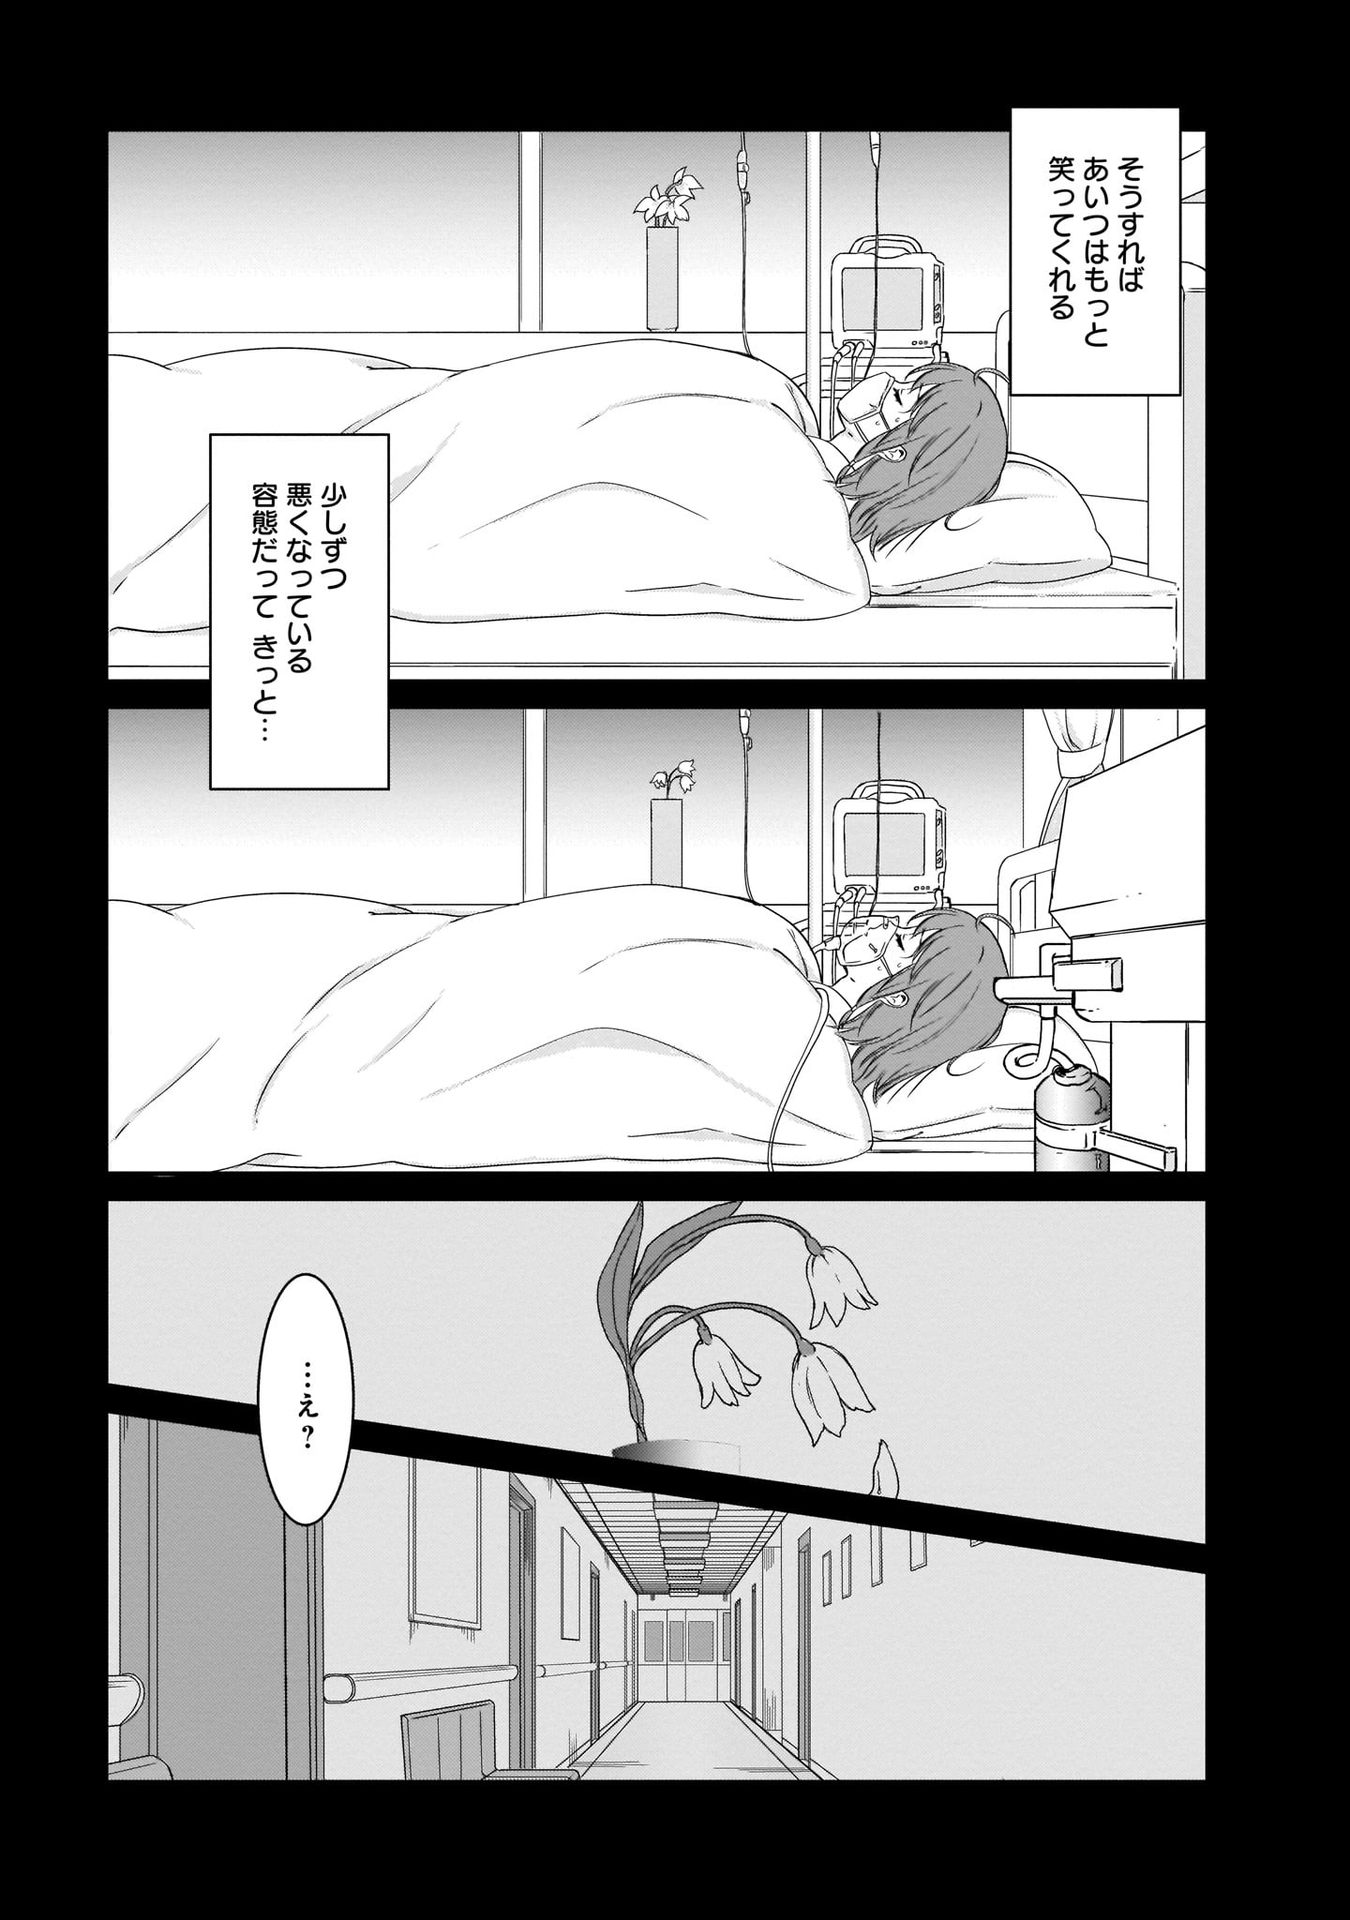 そうすれば
あいつはもっと
笑ってくれる
少しずつ
悪くなっている
容態だって きっと…
…え?